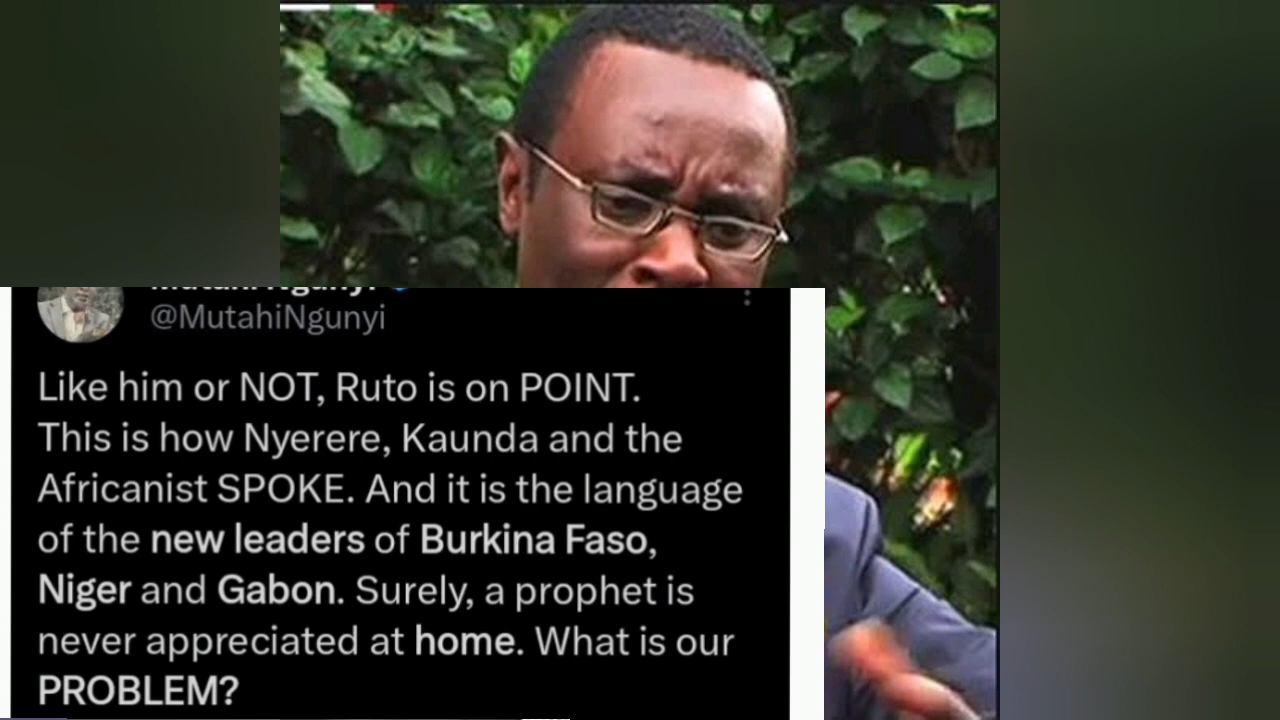 @MutahiNgunyi
Like him or NOT, Ruto is on POINT.
This is how Nyerere, Kaunda and the
Africanist SPOKE. And it is the language
of the new leaders of Burkina Faso,
Niger and Gabon. Surely, a prophet is
never appreciated at home. What is our
PROBLEM?